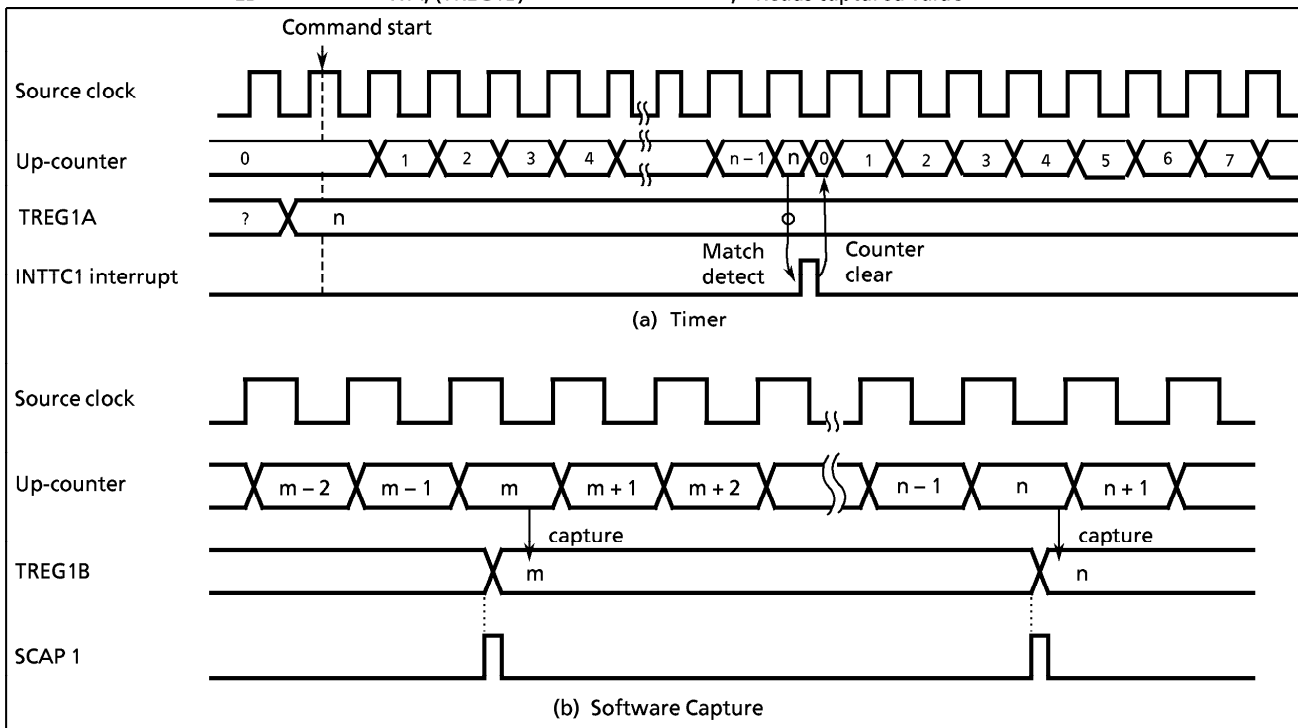 Command start
Source clock
Up-counter 0 1 2 3 4 n – 1 n 0 1 2 3 4 5 6 7
TREG1A ? n
Match detect
Counter clear
INTTC1 interrupt
(a) Timer
Source clock
Up-counter m – 2 m – 1 m m + 1 m + 2 n – 1 n n + 1
capture capture
TREG1B m n
SCAP 1
(b) Software Capture